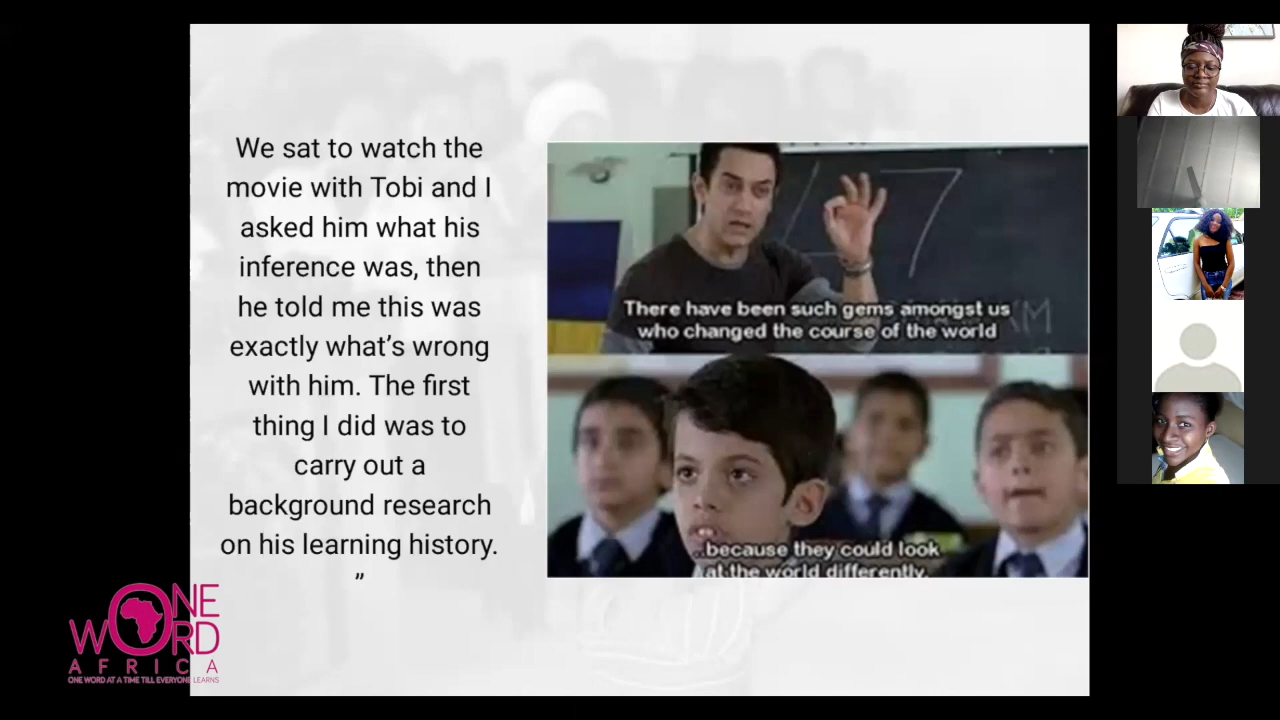 We sat to watch the
movie with Tobi and I
asked him what his
inference was, then
he told me this was
exactly what’s wrong
with him. The first
thing I did was to
carry out a
background research
on his learning history.
”
17
There have been such gems amongst us
who changed the course of the world
..because they could look
at the world differently.
ONE
WORD
AFRICA
ONE WORD AT A TIME TILL EVERYONE LEARNS